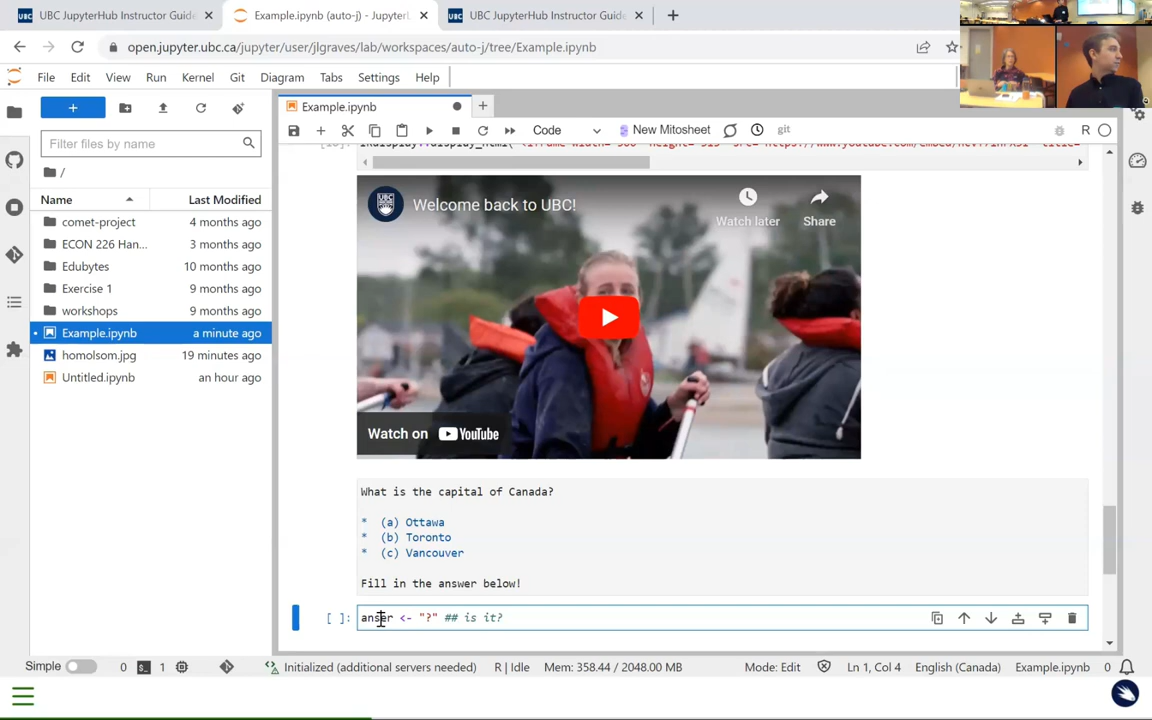 UBC JupyterHub Instructor Guide
Example.ipynb (auto-j) - Jupyter
UBC JupyterHub Instructor Guide
open.jupyter.ubc.ca/jupyter/user/jlgraves/lab/workspaces/auto-j/tree/Example.ipynb
File Edit View Run Kernel Git Diagram Tabs Settings Help
Example.ipynb
Code New Mitosheet git R
Filter files by name
/
Name Last Modified
comet-project 4 months ago
ECON 226 Han... 3 months ago
Edubytes 10 months ago
Exercise 1 9 months ago
workshops 9 months ago
Example.ipynb a minute ago
homolsom.jpg 19 minutes ago
Untitled.ipynb an hour ago
UBC
Welcome back to UBC!
Watch later Share
Watch on YouTube
What is the capital of Canada?
* (a) Ottawa
* (b) Toronto
* (c) Vancouver
Fill in the answer below!
[ ]: anser <- "?" ## is it?
Simple 0 1 Initialized (additional servers needed) R | Idle Mem: 358.44 / 2048.00 MB Mode: Edit Ln 1, Col 4 English (Canada) Example.ipynb 0